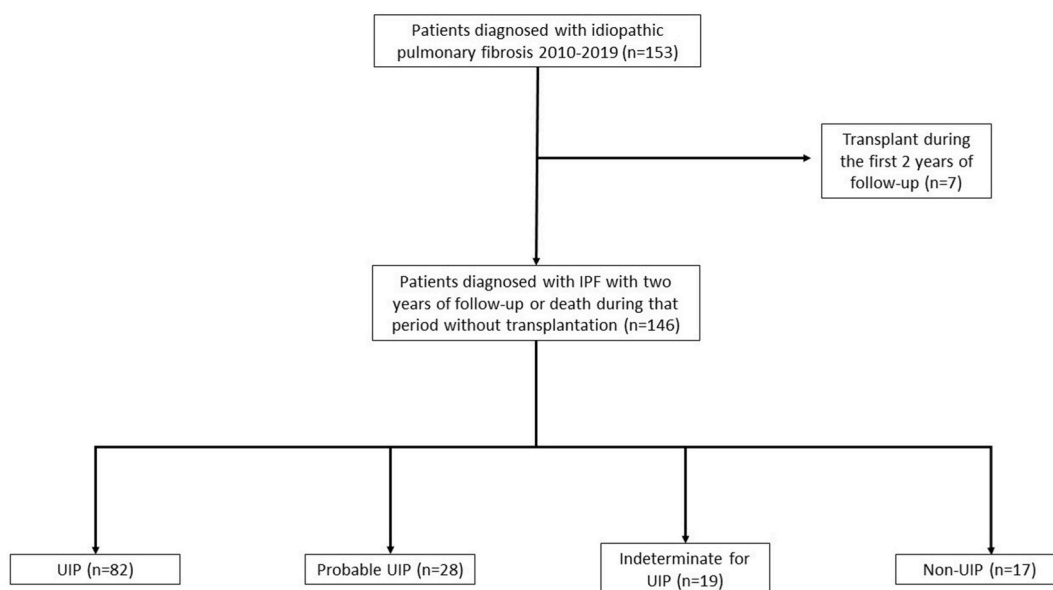 Patients diagnosed with idiopathic
pulmonary fibrosis 2010-2019 (n=153)
Transplant during
the first 2 years of
follow-up (n=7)
Patients diagnosed with IPF with two
years of follow-up or death during that
period without transplantation (n=146)
UIP (n=82)
Probable UIP (n=28)
Indeterminate for
UIP (n=19)
Non-UIP (n=17)